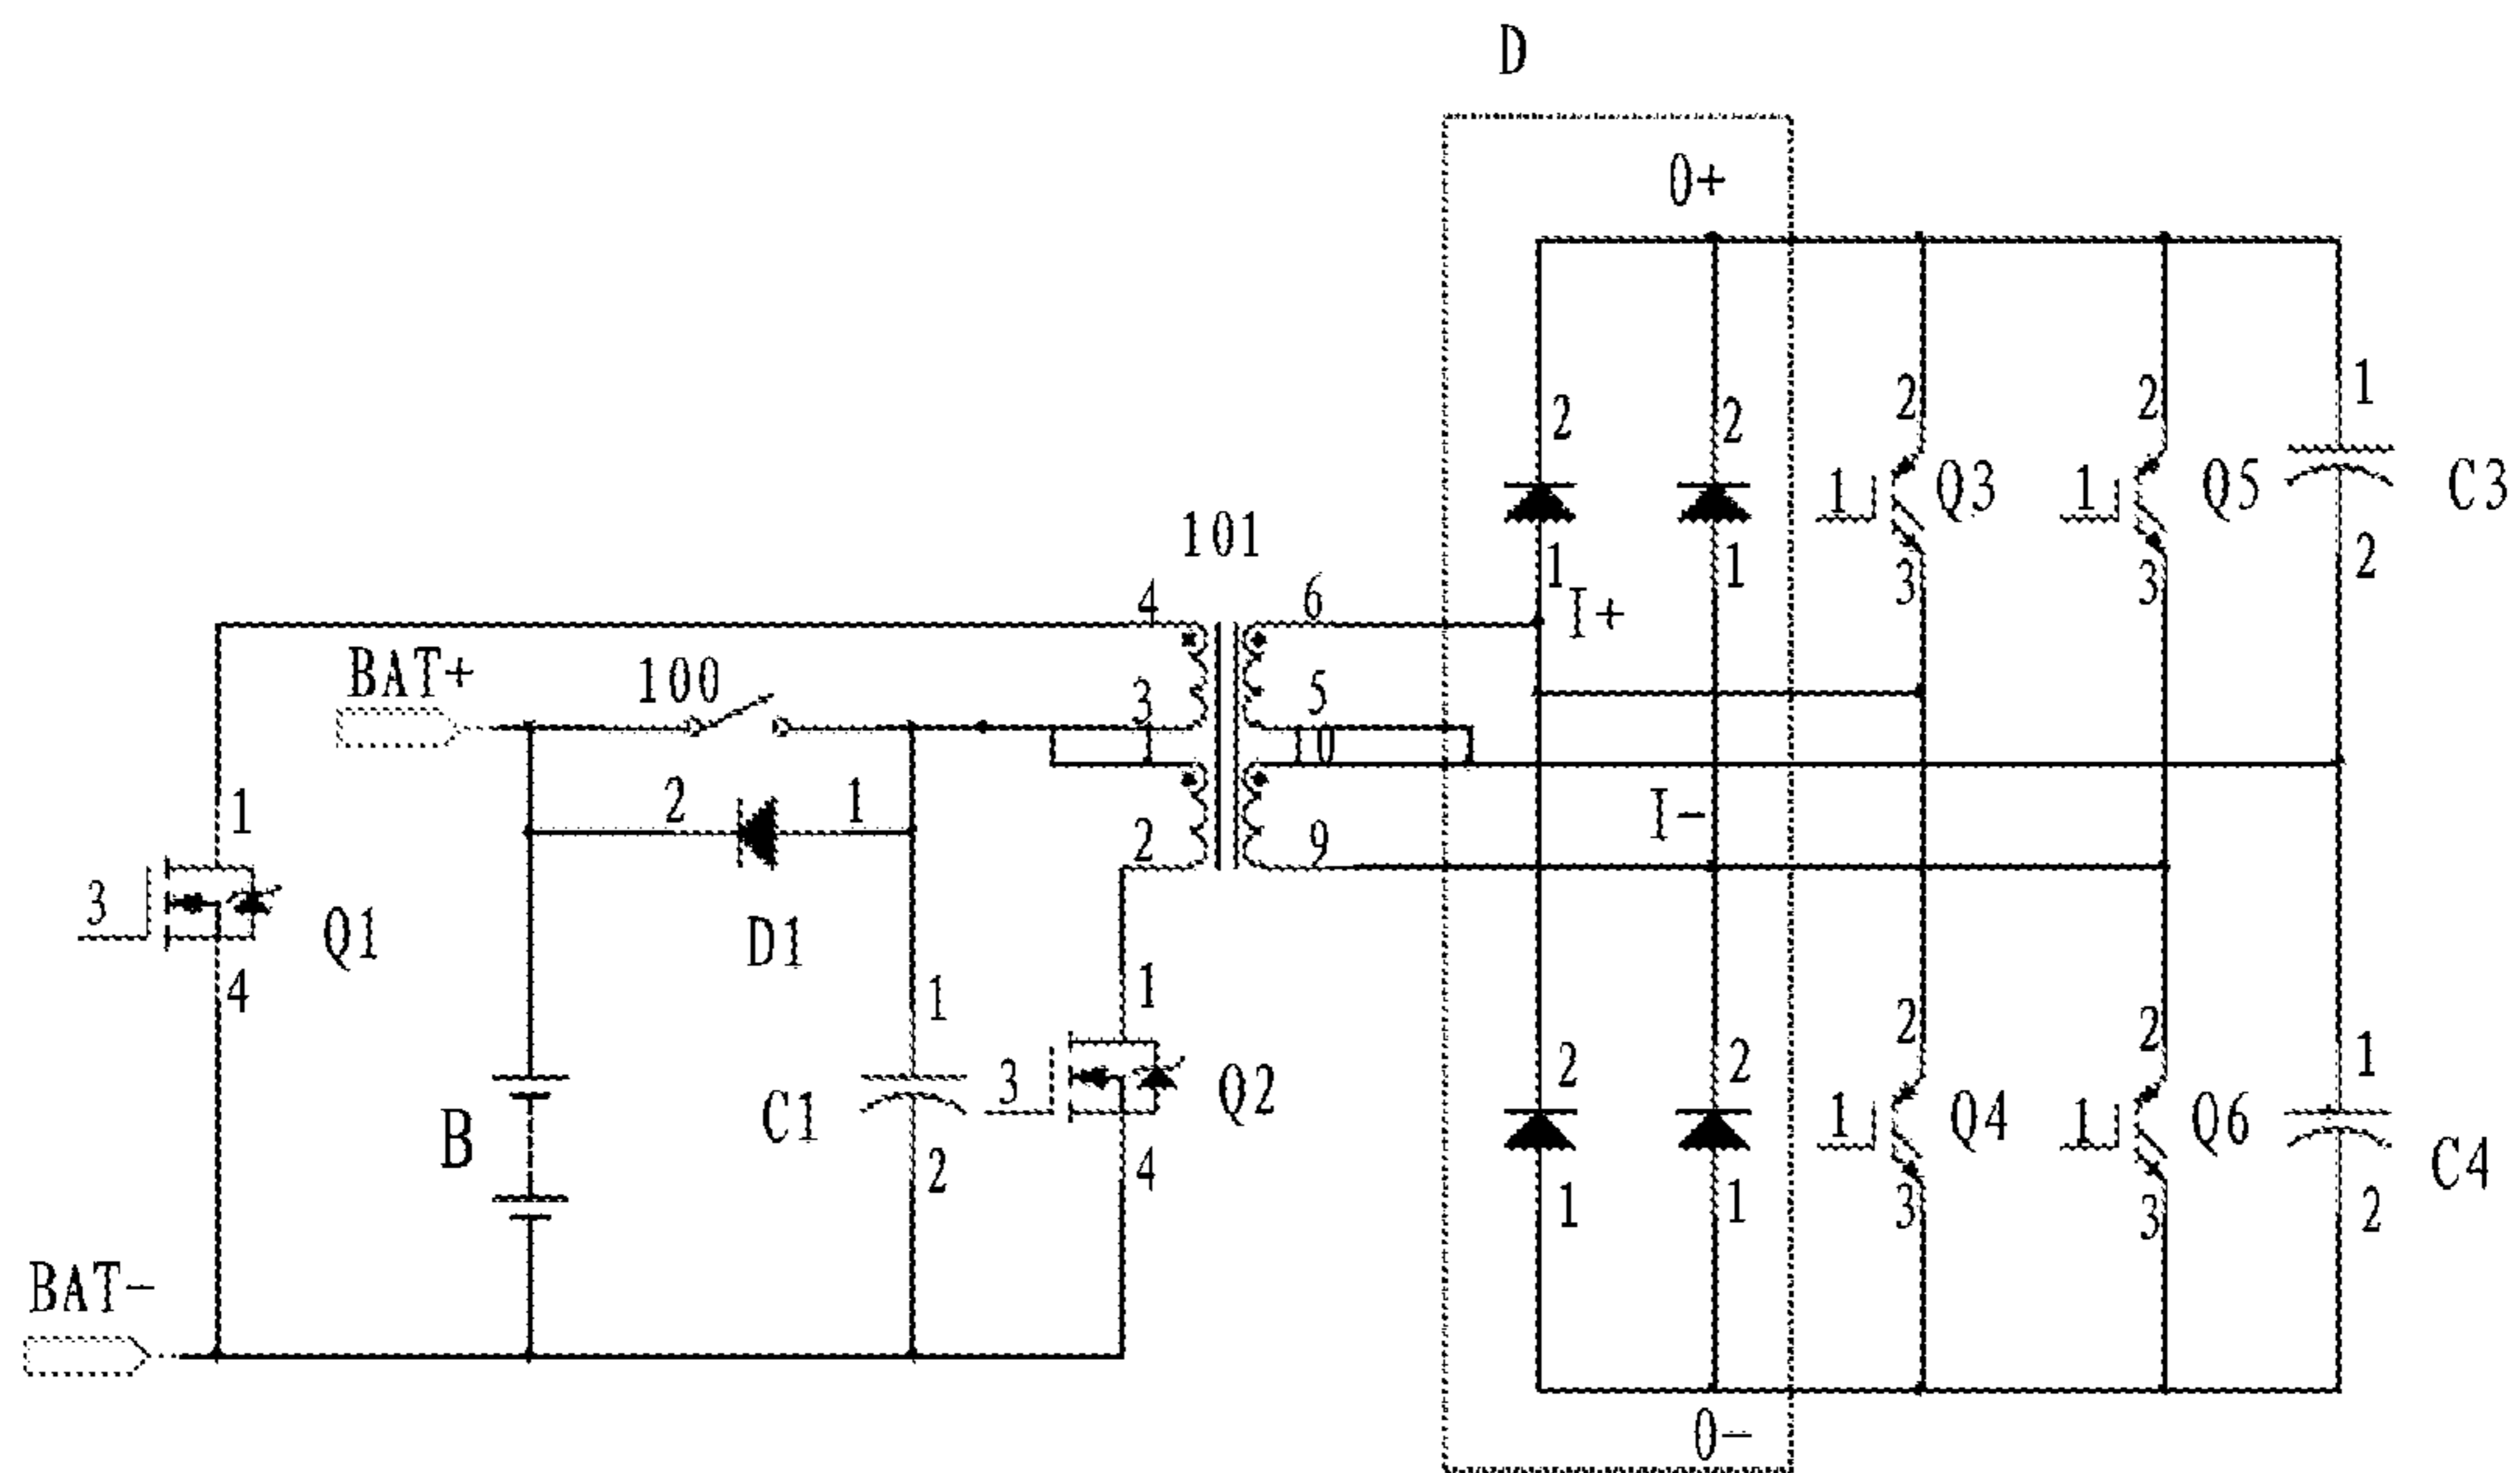 D
O+
2 2 2 2 1
1 Q3 1 Q5 C3
101
1 1 3 3 2
4 6 I+
BAT+ 100 3 5
1 10
2 1 I-
1 2 9
3 Q1 D1
4 1 1 2 2
3 Q2 2 2 1
B C1 1 Q4 1 Q6 C4
2 4 1 1 3 3 2
BAT-
O-